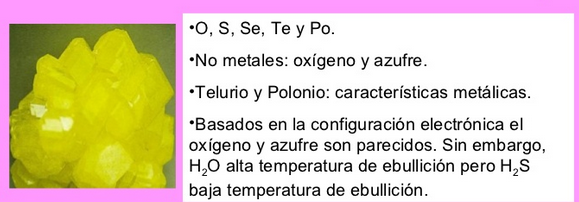 •O, S, Se, Te y Po.
•No metales: oxígeno y azufre.
•Telurio y Polonio: características metálicas.
•Basados en la configuración electrónica el
oxígeno y azufre son parecidos. Sin embargo,
H₂O alta temperatura de ebullición pero H₂S
baja temperatura de ebullición.